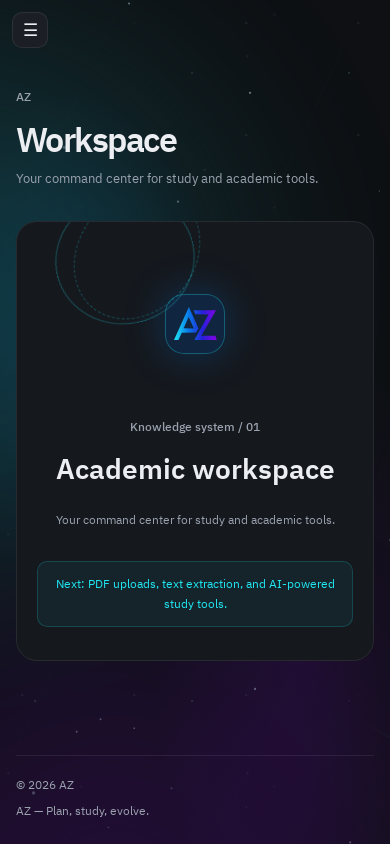 AZ
Workspace
Your command center for study and academic tools.
AZ
Knowledge system / 01
Academic workspace
Your command center for study and academic tools.
Next: PDF uploads, text extraction, and AI-powered
study tools.
© 2026 AZ
AZ — Plan, study, evolve.